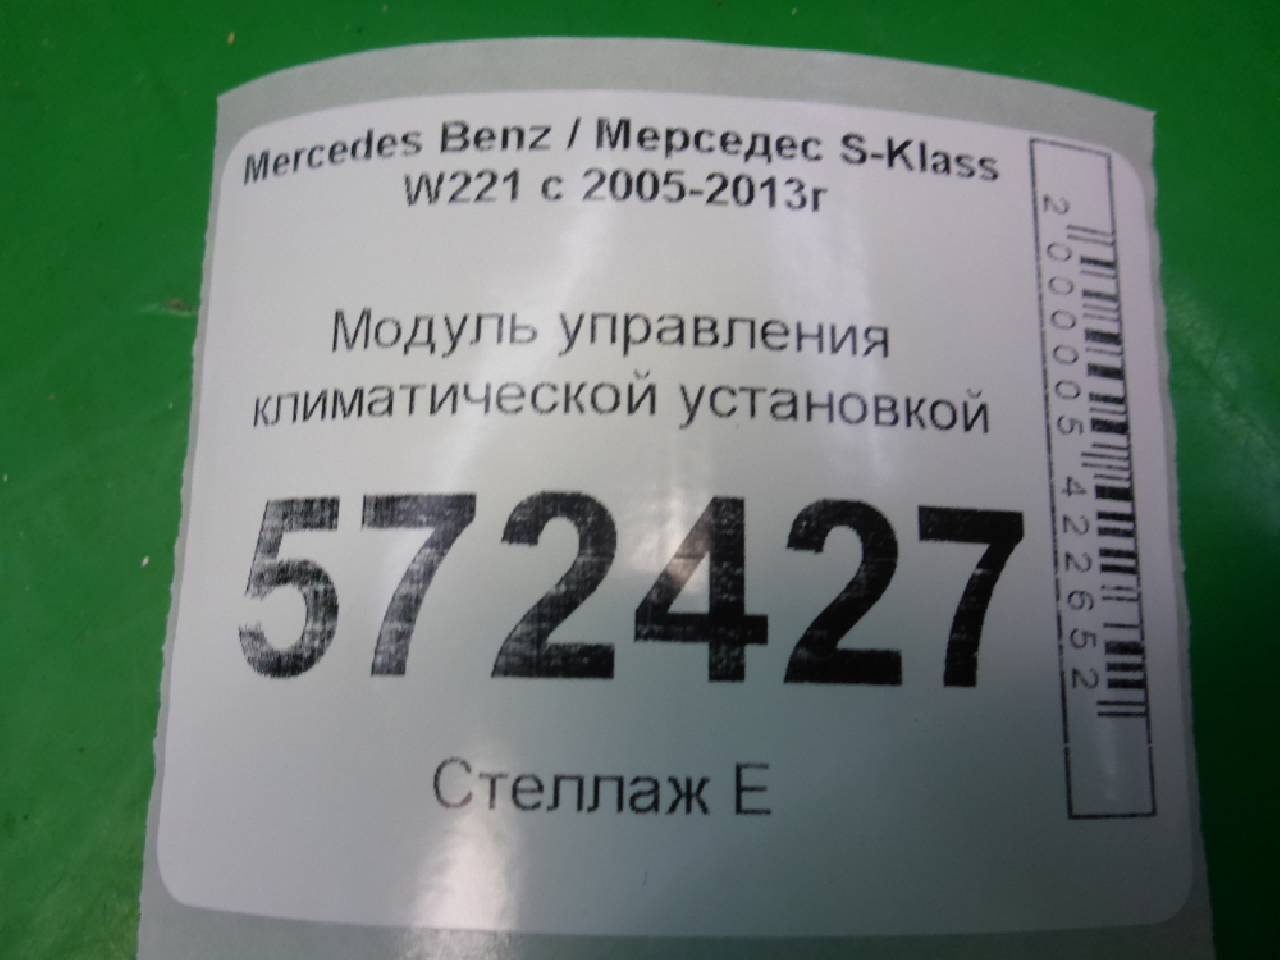 Mercedes Benz / Мерседес S-Klass
W221 с 2005-2013г
Модуль управления
климатической установкой
572427
Стеллаж Е
2000005422652